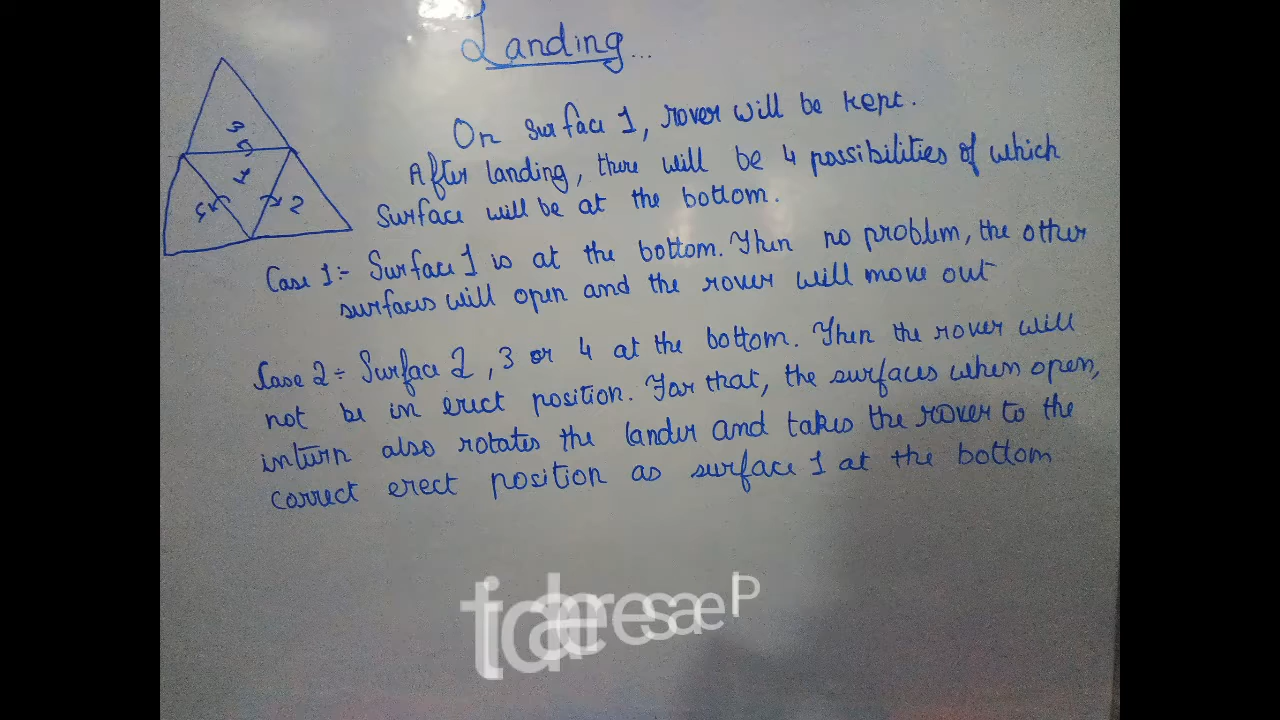 Landing...
3
1
4
2
On surface 1, rover will be kept.
After landing, there will be 4 possibilities of which
surface will be at the bottom.
Case 1:- Surface 1 is at the bottom. Then no problem, the other
surfaces will open and the rover will move out
Case 2:- Surface 2, 3 or 4 at the bottom. Then the rover will
not be in erect position. For that, the surfaces when open,
inturn also rotates the lander and takes the rover to the
correct erect position as surface 1 at the bottom